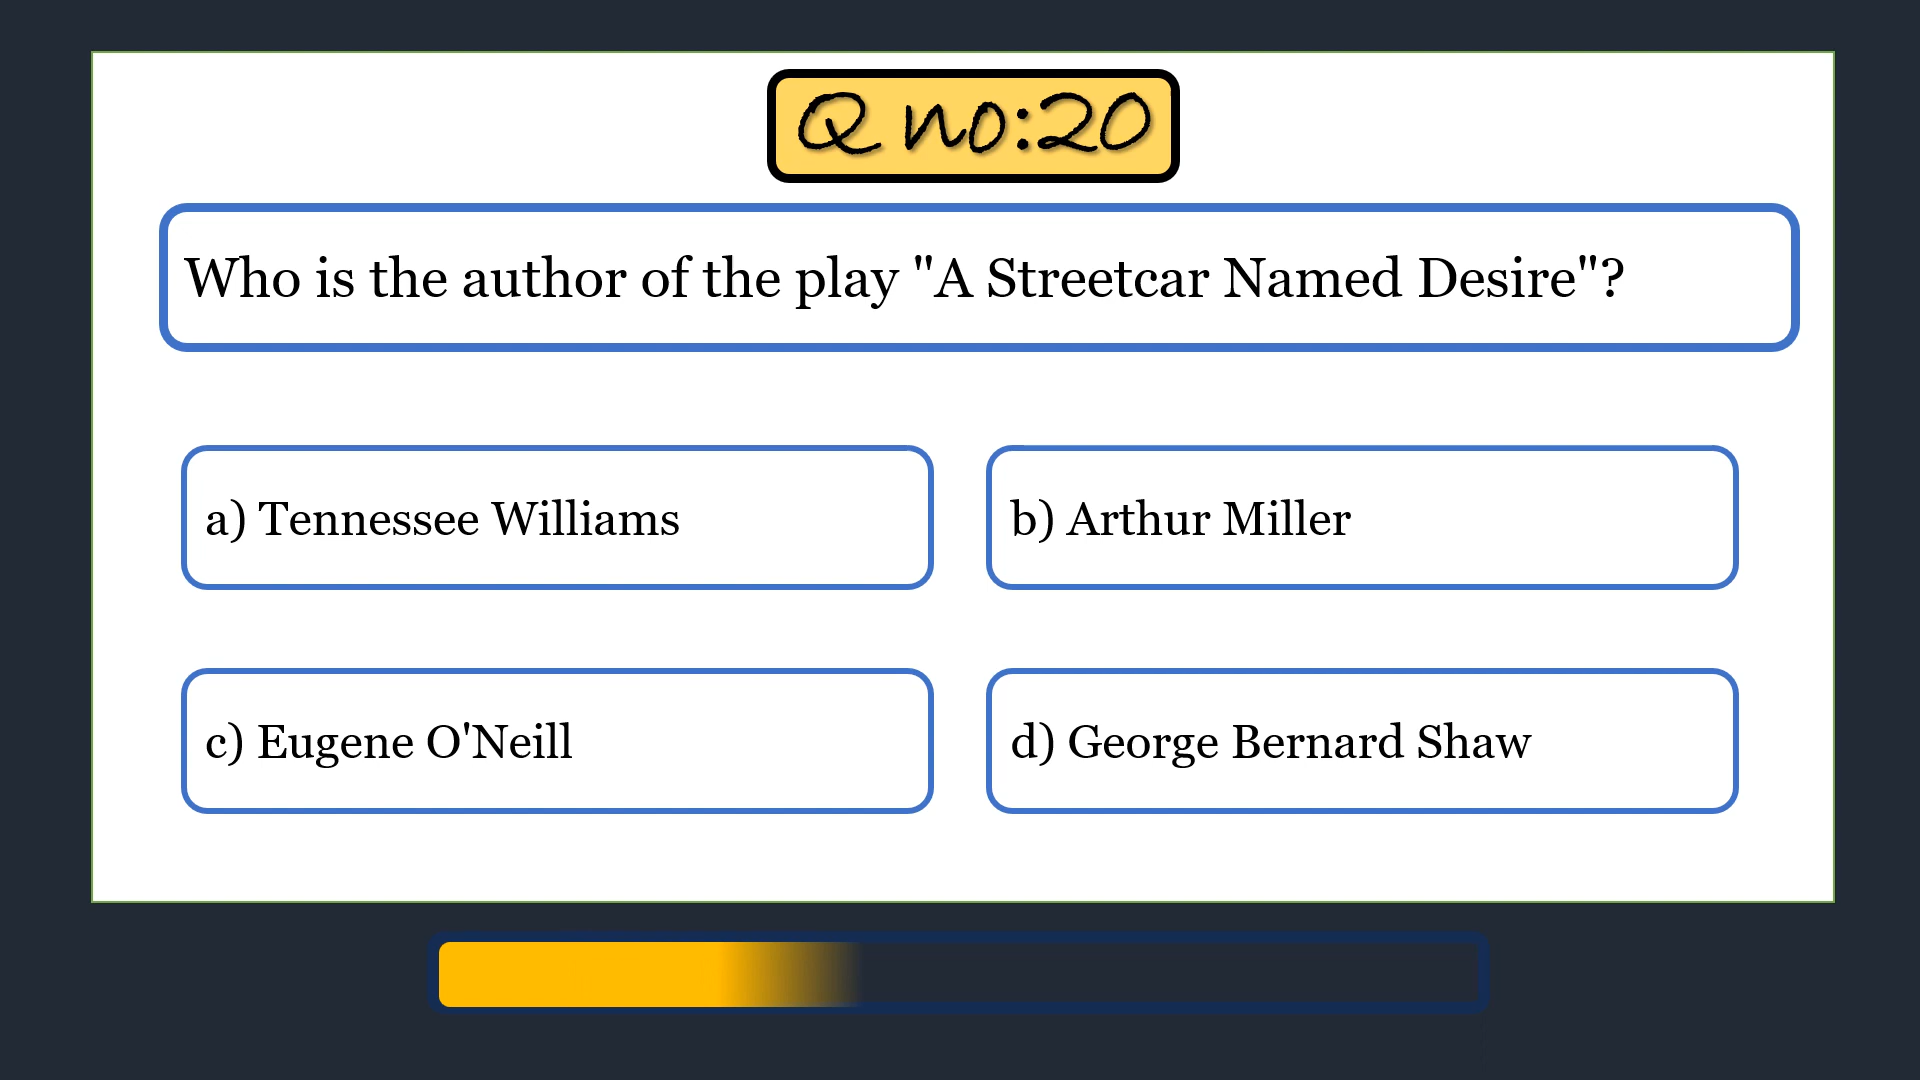 Q no:20
Who is the author of the play "A Streetcar Named Desire"?
a) Tennessee Williams
b) Arthur Miller
c) Eugene O'Neill
d) George Bernard Shaw